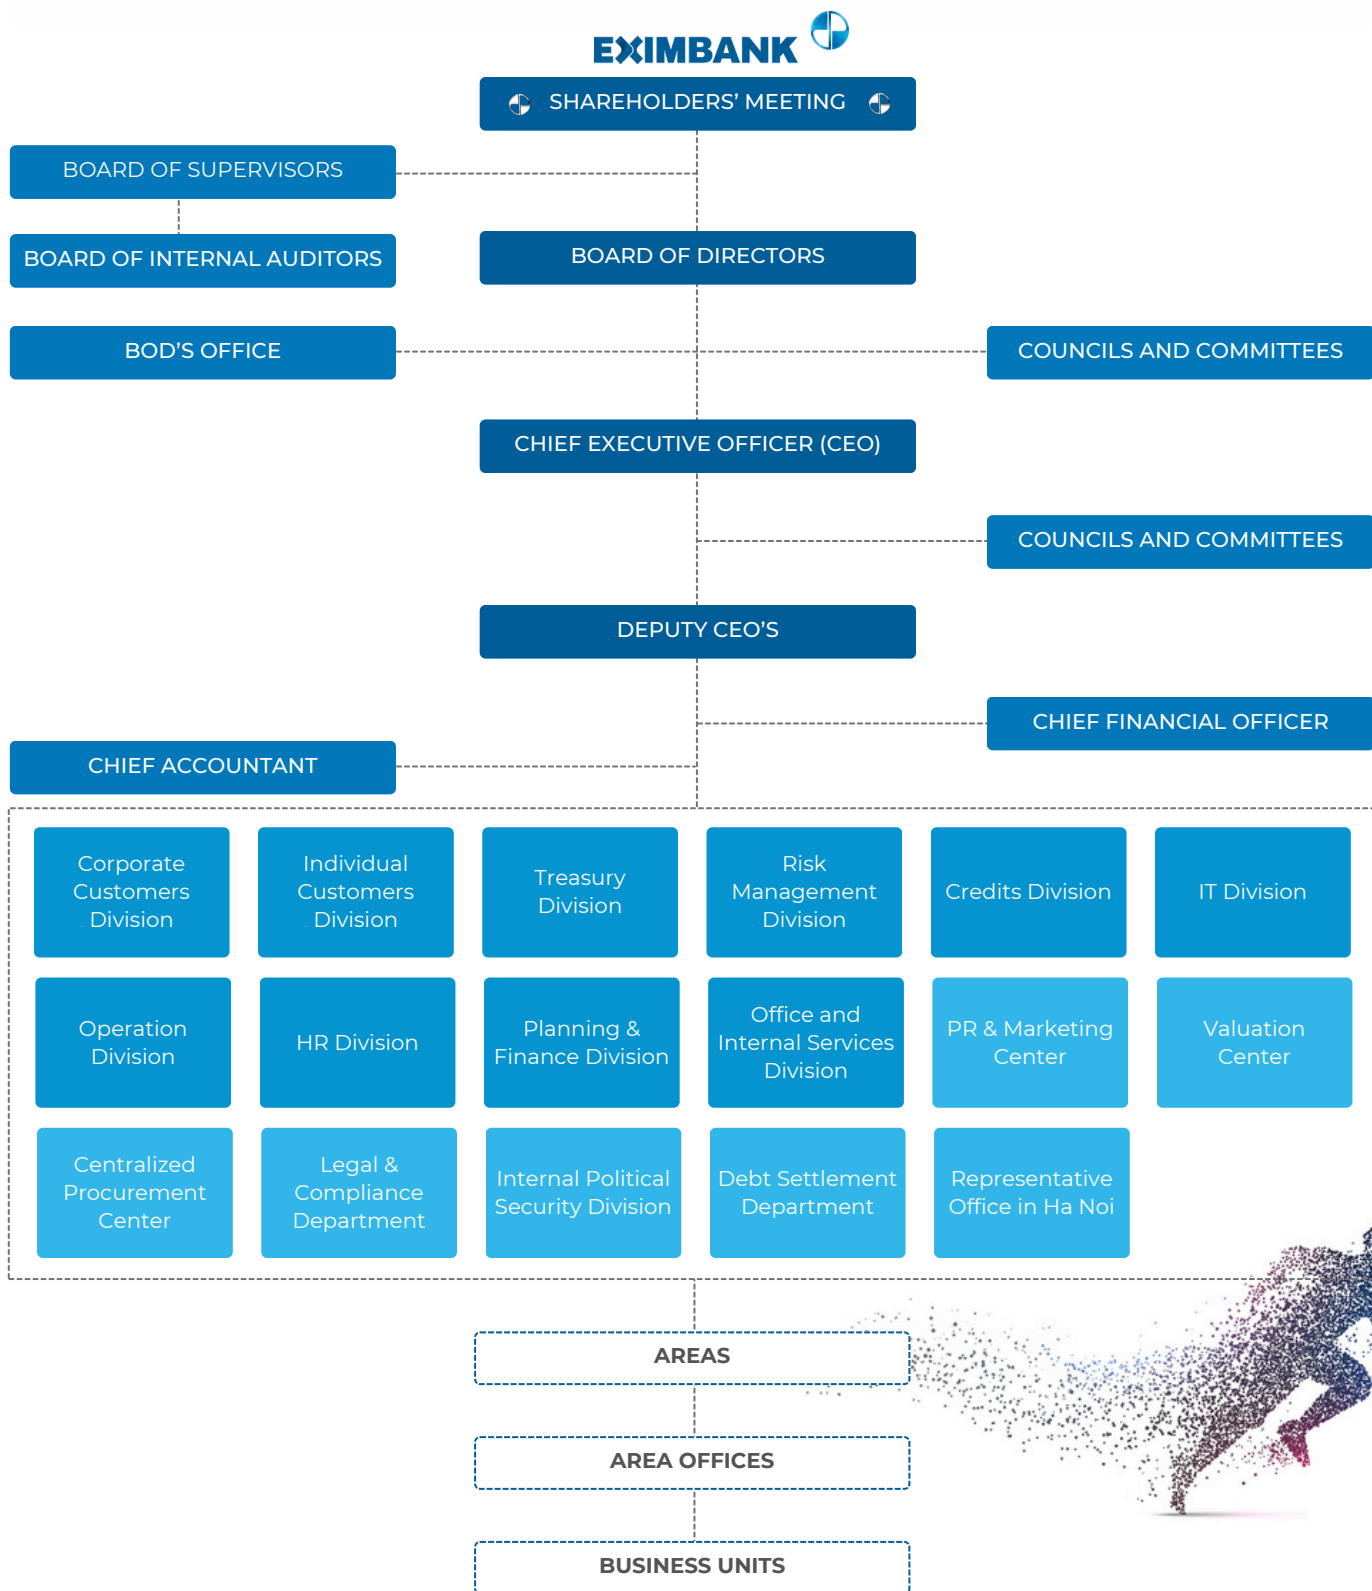 EXIMBANK
SHAREHOLDERS’ MEETING
BOARD OF SUPERVISORS
BOARD OF INTERNAL AUDITORS
BOARD OF DIRECTORS
BOD’S OFFICE
COUNCILS AND COMMITTEES
CHIEF EXECUTIVE OFFICER (CEO)
COUNCILS AND COMMITTEES
DEPUTY CEO’S
CHIEF FINANCIAL OFFICER
CHIEF ACCOUNTANT
Corporate
Customers
Division
Individual
Customers
Division
Treasury
Division
Risk
Management
Division
Credits Division
IT Division
Operation
Division
HR Division
Planning &
Finance Division
Office and
Internal Services
Division
PR & Marketing
Center
Valuation
Center
Centralized
Procurement
Center
Legal &
Compliance
Department
Internal Political
Security Division
Debt Settlement
Department
Representative
Office in Ha Noi
AREAS
AREA OFFICES
BUSINESS UNITS